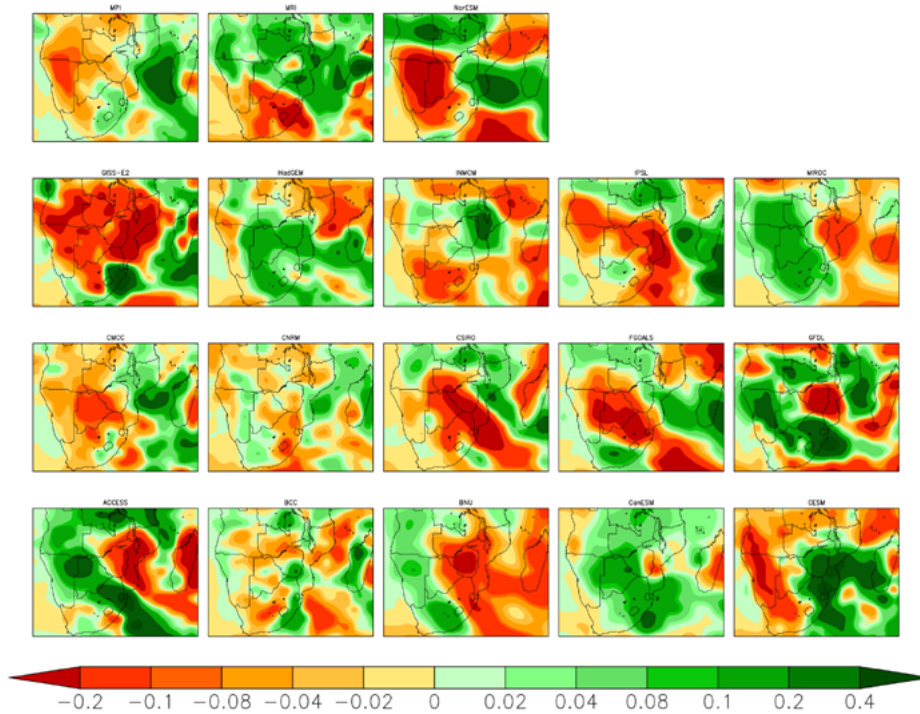 MPI MRI NorESM
GISS-E2 HadGEM INMCM IPSL MIROC
CMCC CNRM CSIRO FGOALS GFDL
ACCESS BCC BNU CanESM CESM
-0.2 -0.1 -0.08 -0.04 -0.02 0 0.02 0.04 0.08 0.1 0.2 0.4